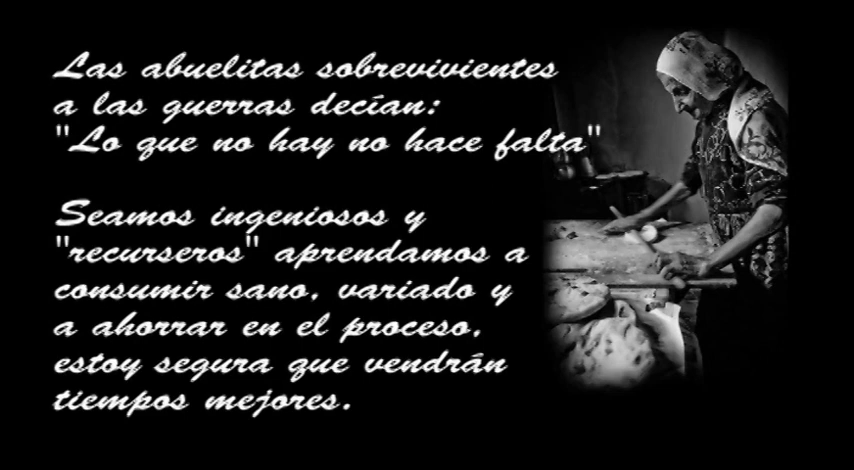 Las abuelitas sobrevivientes
a las guerras decían:
"Lo que no hay no hace falta"
Seamos ingeniosos y
"recurseros" aprendamos a
consumir sano, variado y
a ahorrar en el proceso,
estoy segura que vendrán
tiempos mejores.